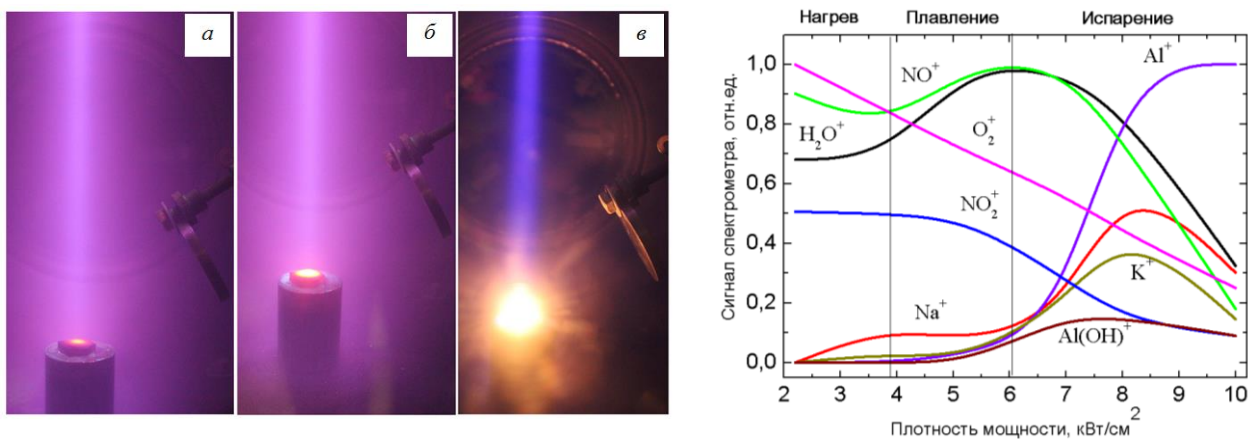 а
б
в
Нагрев Плавление Испарение
Сигнал спектрометра, отн.ед.
1,0
0,8
0,6
0,4
0,2
0,0
NO⁺
Al⁺
H₂O⁺
O₂⁺
NO₂⁺
K⁺
Na⁺
Al(OH)⁺
2 3 4 5 6 7 8 9 10
Плотность мощности, кВт/см²